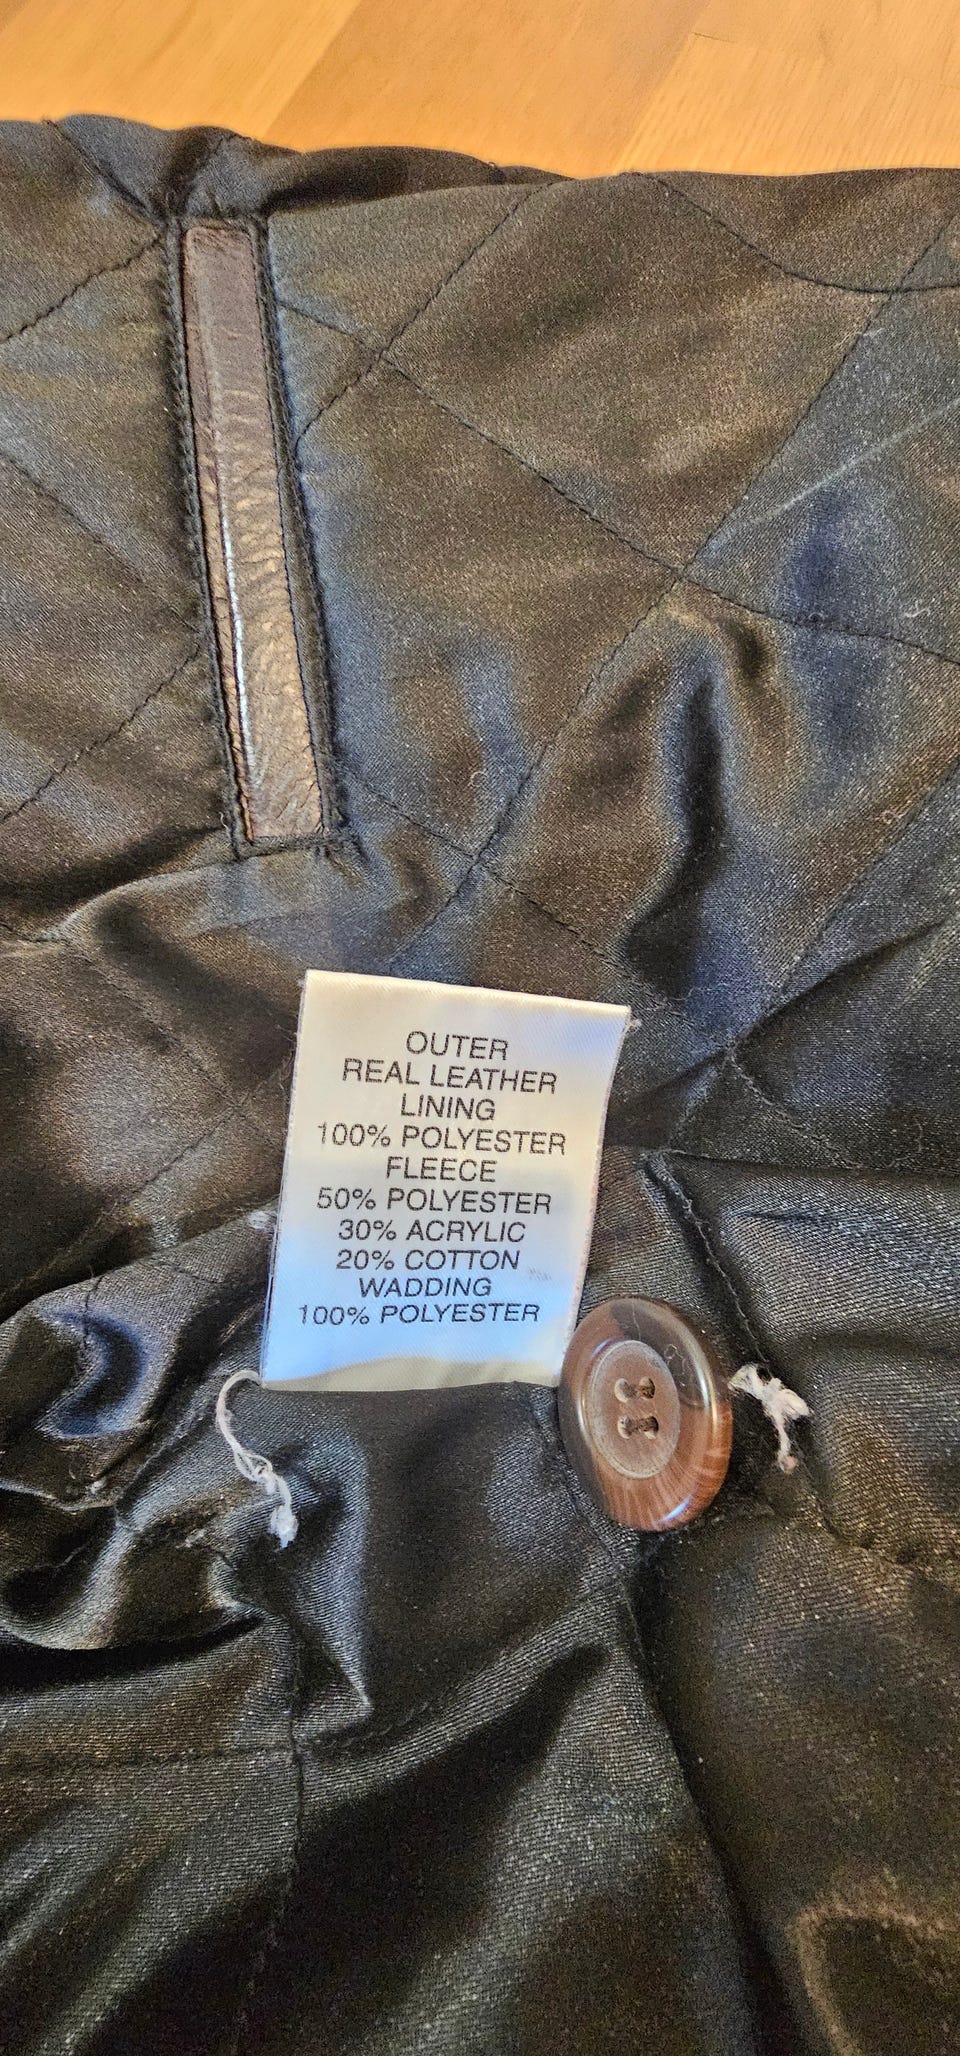 OUTER
REAL LEATHER
LINING
100% POLYESTER
FLEECE
50% POLYESTER
30% ACRYLIC
20% COTTON
WADDING
100% POLYESTER